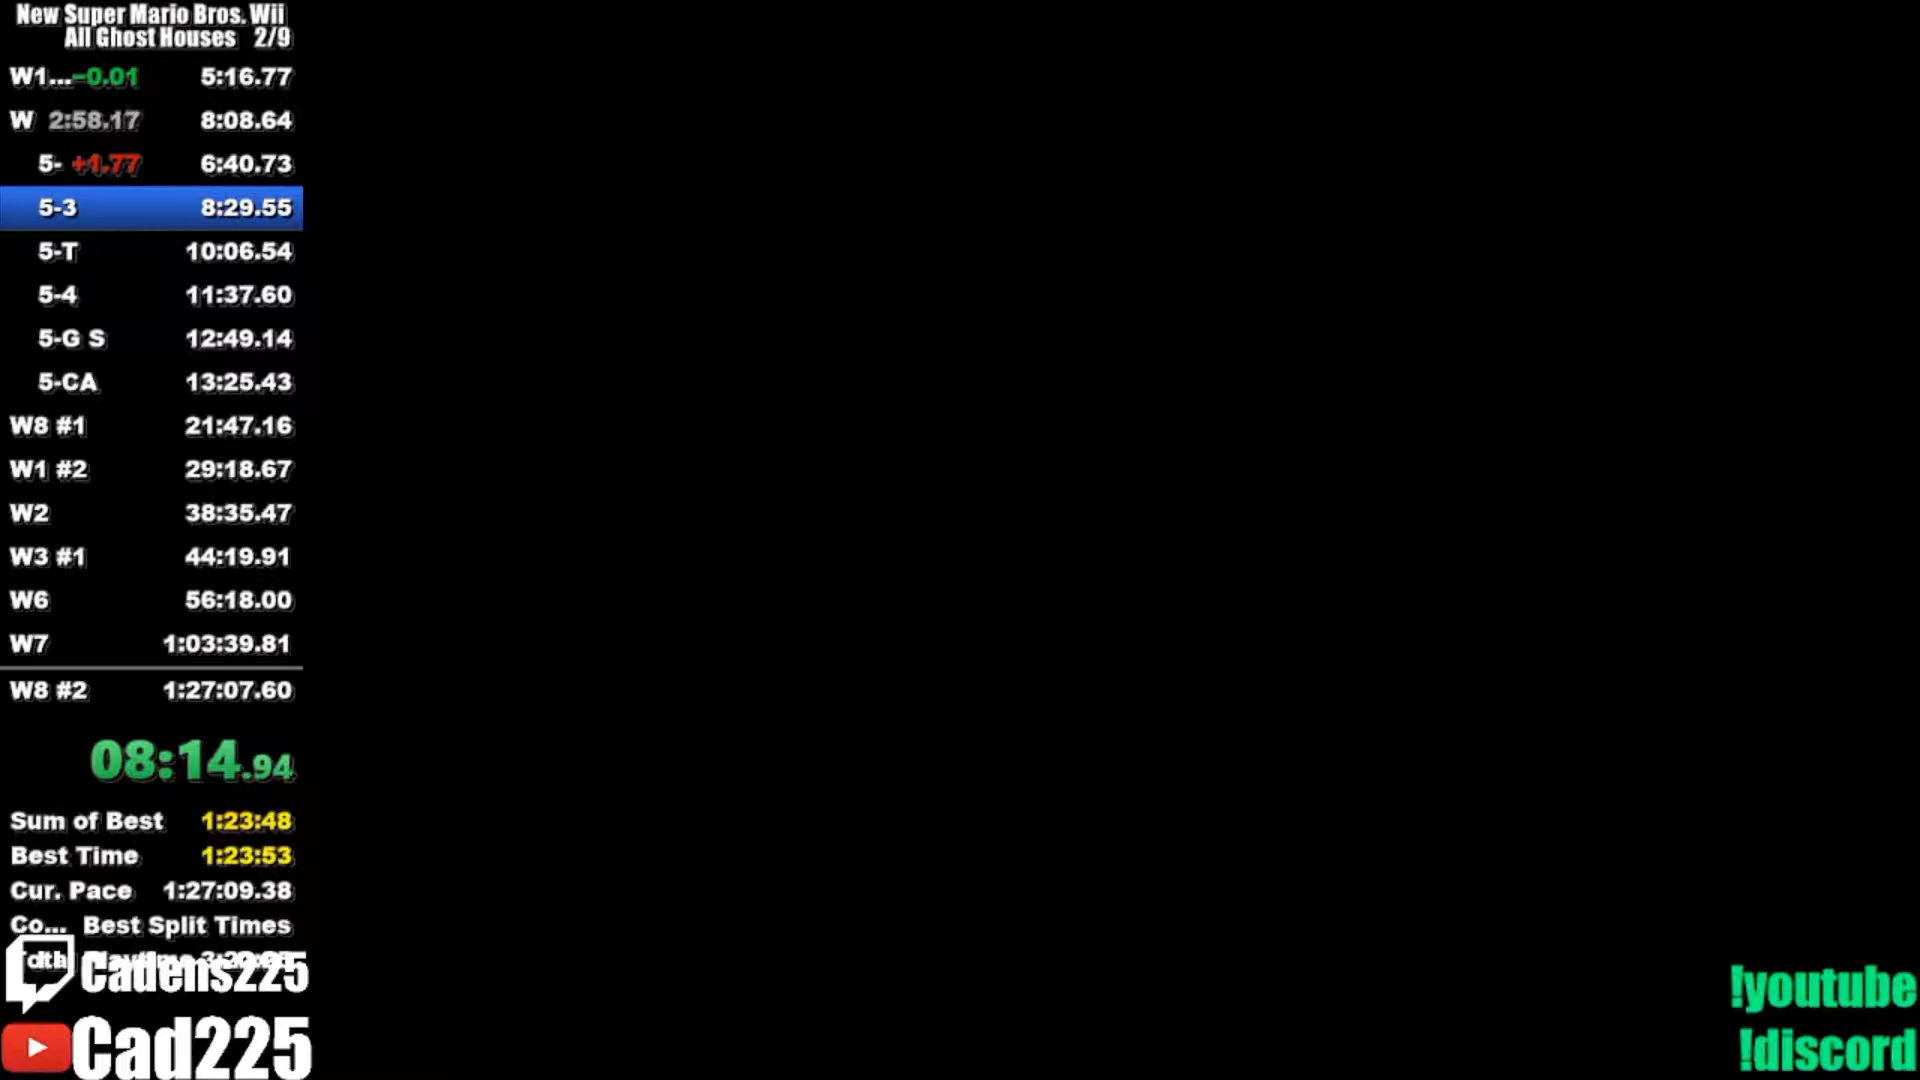 New Super Mario Bros. Wii
All Ghost Houses 2/9
W1... −0.01 5:16.77
W 2:58.17 8:08.64
5- +1.77 6:40.73
5-3 8:29.55
5-T 10:06.54
5-4 11:37.60
5-G S 12:49.14
5-CA 13:25.43
W8 #1 21:47.16
W1 #2 29:18.67
W2 38:35.47
W3 #1 44:19.91
W6 56:18.00
W7 1:03:39.81
W8 #2 1:27:07.60
08:14.94
Sum of Best 1:23:48
Best Time 1:23:53
Cur. Pace 1:27:09.38
Co... Best Split Times
Cadens225
Cad225
!youtube
!discord